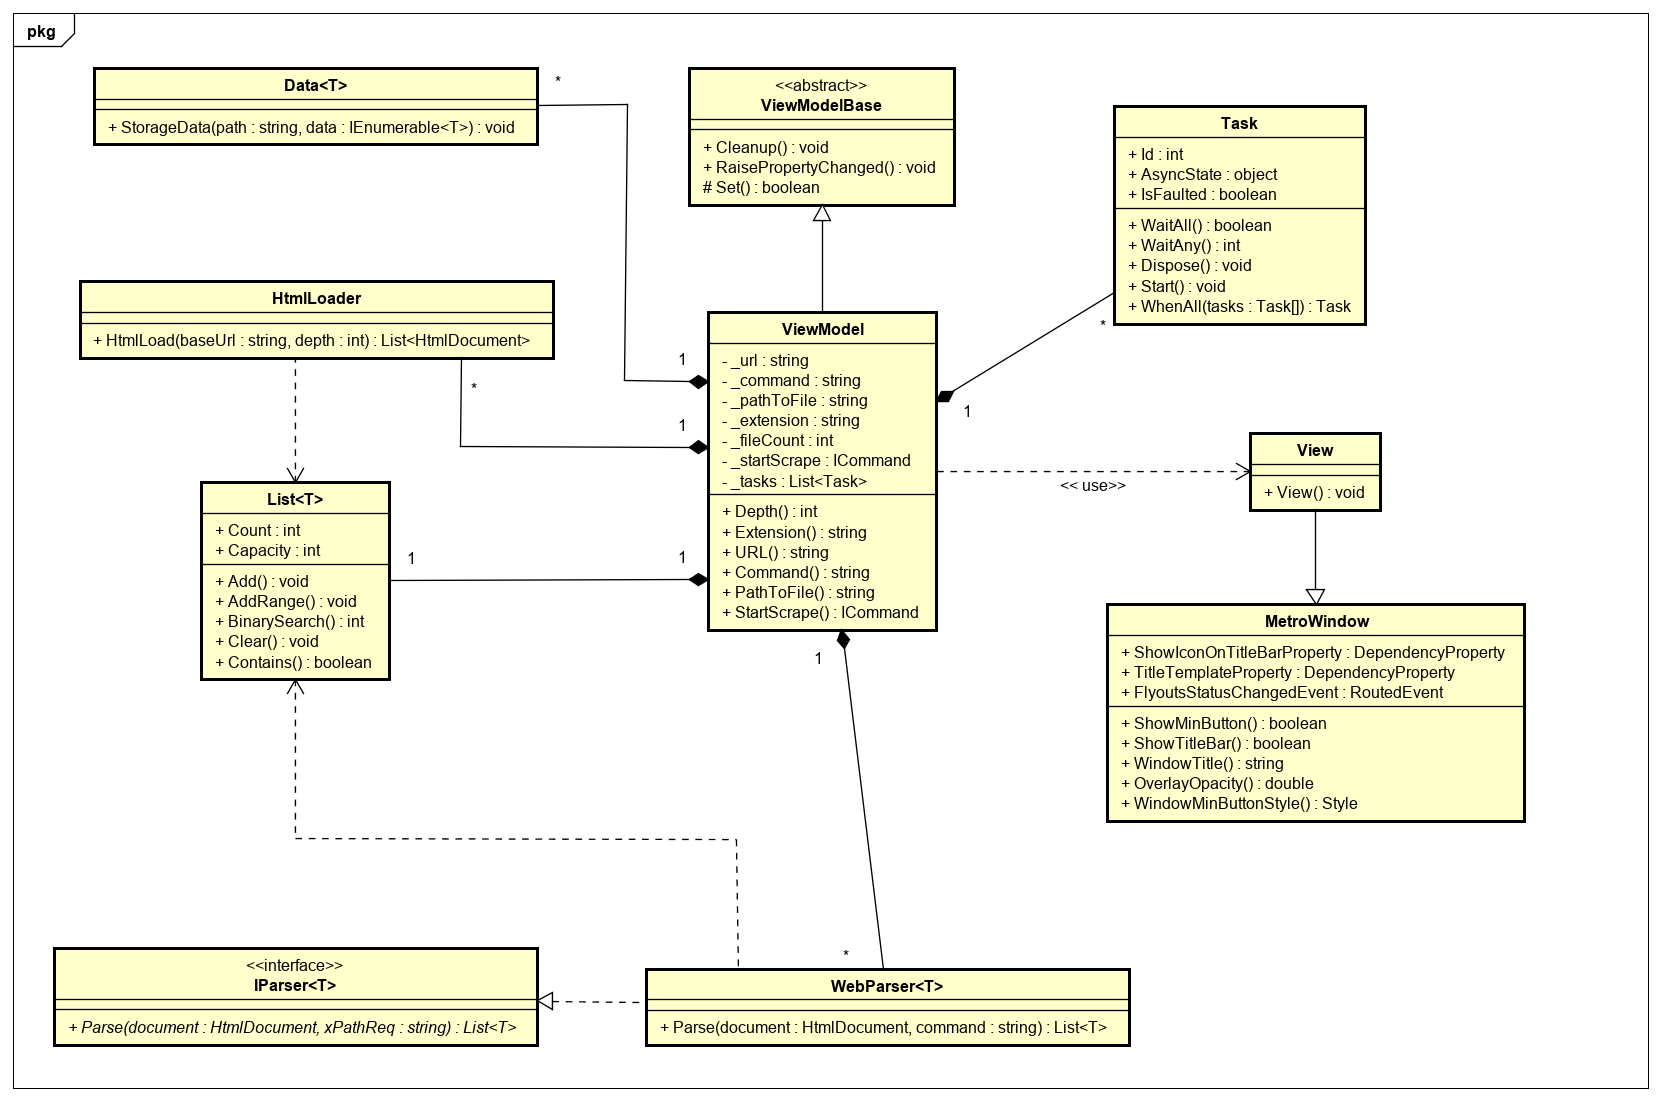 pkg
Data<T>
+ StorageData(path : string, data : IEnumerable<T>) : void
*
<<abstract>>
ViewModelBase
+ Cleanup() : void
+ RaisePropertyChanged() : void
# Set() : boolean
Task
+ Id : int
+ AsyncState : object
+ IsFaulted : boolean
+ WaitAll() : boolean
+ WaitAny() : int
+ Dispose() : void
+ Start() : void
+ WhenAll(tasks : Task[]) : Task
*
1
HtmlLoader
+ HtmlLoad(baseUrl : string, depth : int) : List<HtmlDocument>
*
1
1
1
1
ViewModel
- _url : string
- _command : string
- _pathToFile : string
- _extension : string
- _fileCount : int
- _startScrape : ICommand
- _tasks : List<Task>
+ Depth() : int
+ Extension() : string
+ URL() : string
+ Command() : string
+ PathToFile() : string
+ StartScrape() : ICommand
1
<< use>>
View
+ View() : void
List<T>
+ Count : int
+ Capacity : int
+ Add() : void
+ AddRange() : void
+ BinarySearch() : int
+ Clear() : void
+ Contains() : boolean
MetroWindow
+ ShowIconOnTitleBarProperty : DependencyProperty
+ TitleTemplateProperty : DependencyProperty
+ FlyoutsStatusChangedEvent : RoutedEvent
+ ShowMinButton() : boolean
+ ShowTitleBar() : boolean
+ WindowTitle() : string
+ OverlayOpacity() : double
+ WindowMinButtonStyle() : Style
<<interface>>
IParser<T>
+ Parse(document : HtmlDocument, xPathReq : string) : List<T>
*
WebParser<T>
+ Parse(document : HtmlDocument, command : string) : List<T>